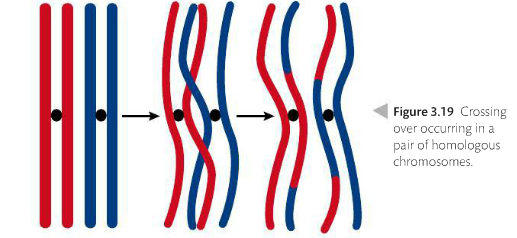 Figure 3.19 Crossing
over occurring in a
pair of homologous
chromosomes.